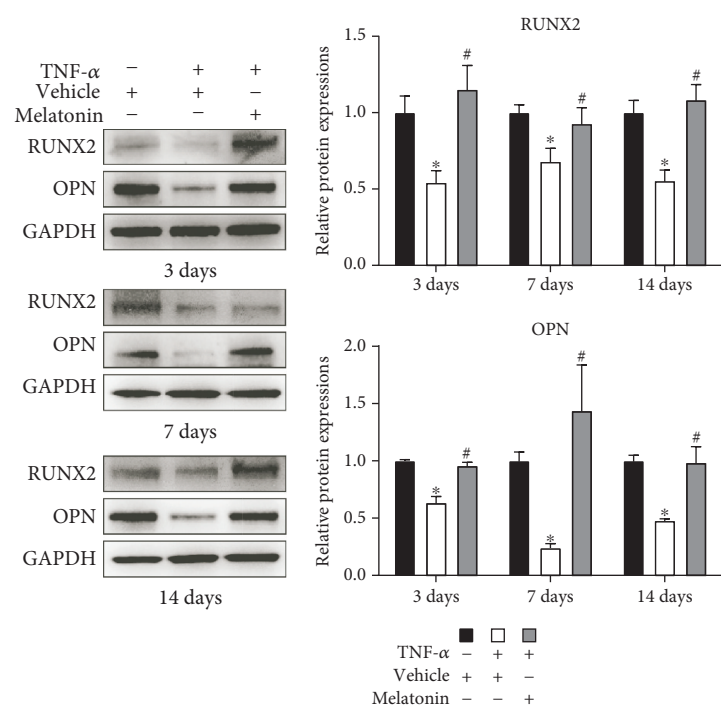 TNF-α – + +
Vehicle + + –
Melatonin – – +
RUNX2
OPN
GAPDH
3 days
RUNX2
OPN
GAPDH
7 days
RUNX2
OPN
GAPDH
14 days
RUNX2
Relative protein expressions
1.5
1.0
0.5
0.0
* # * # * #
3 days 7 days 14 days
OPN
Relative protein expressions
2.0
1.5
1.0
0.5
0.0
* # * # * #
3 days 7 days 14 days
TNF-α – + +
Vehicle + + –
Melatonin – – +